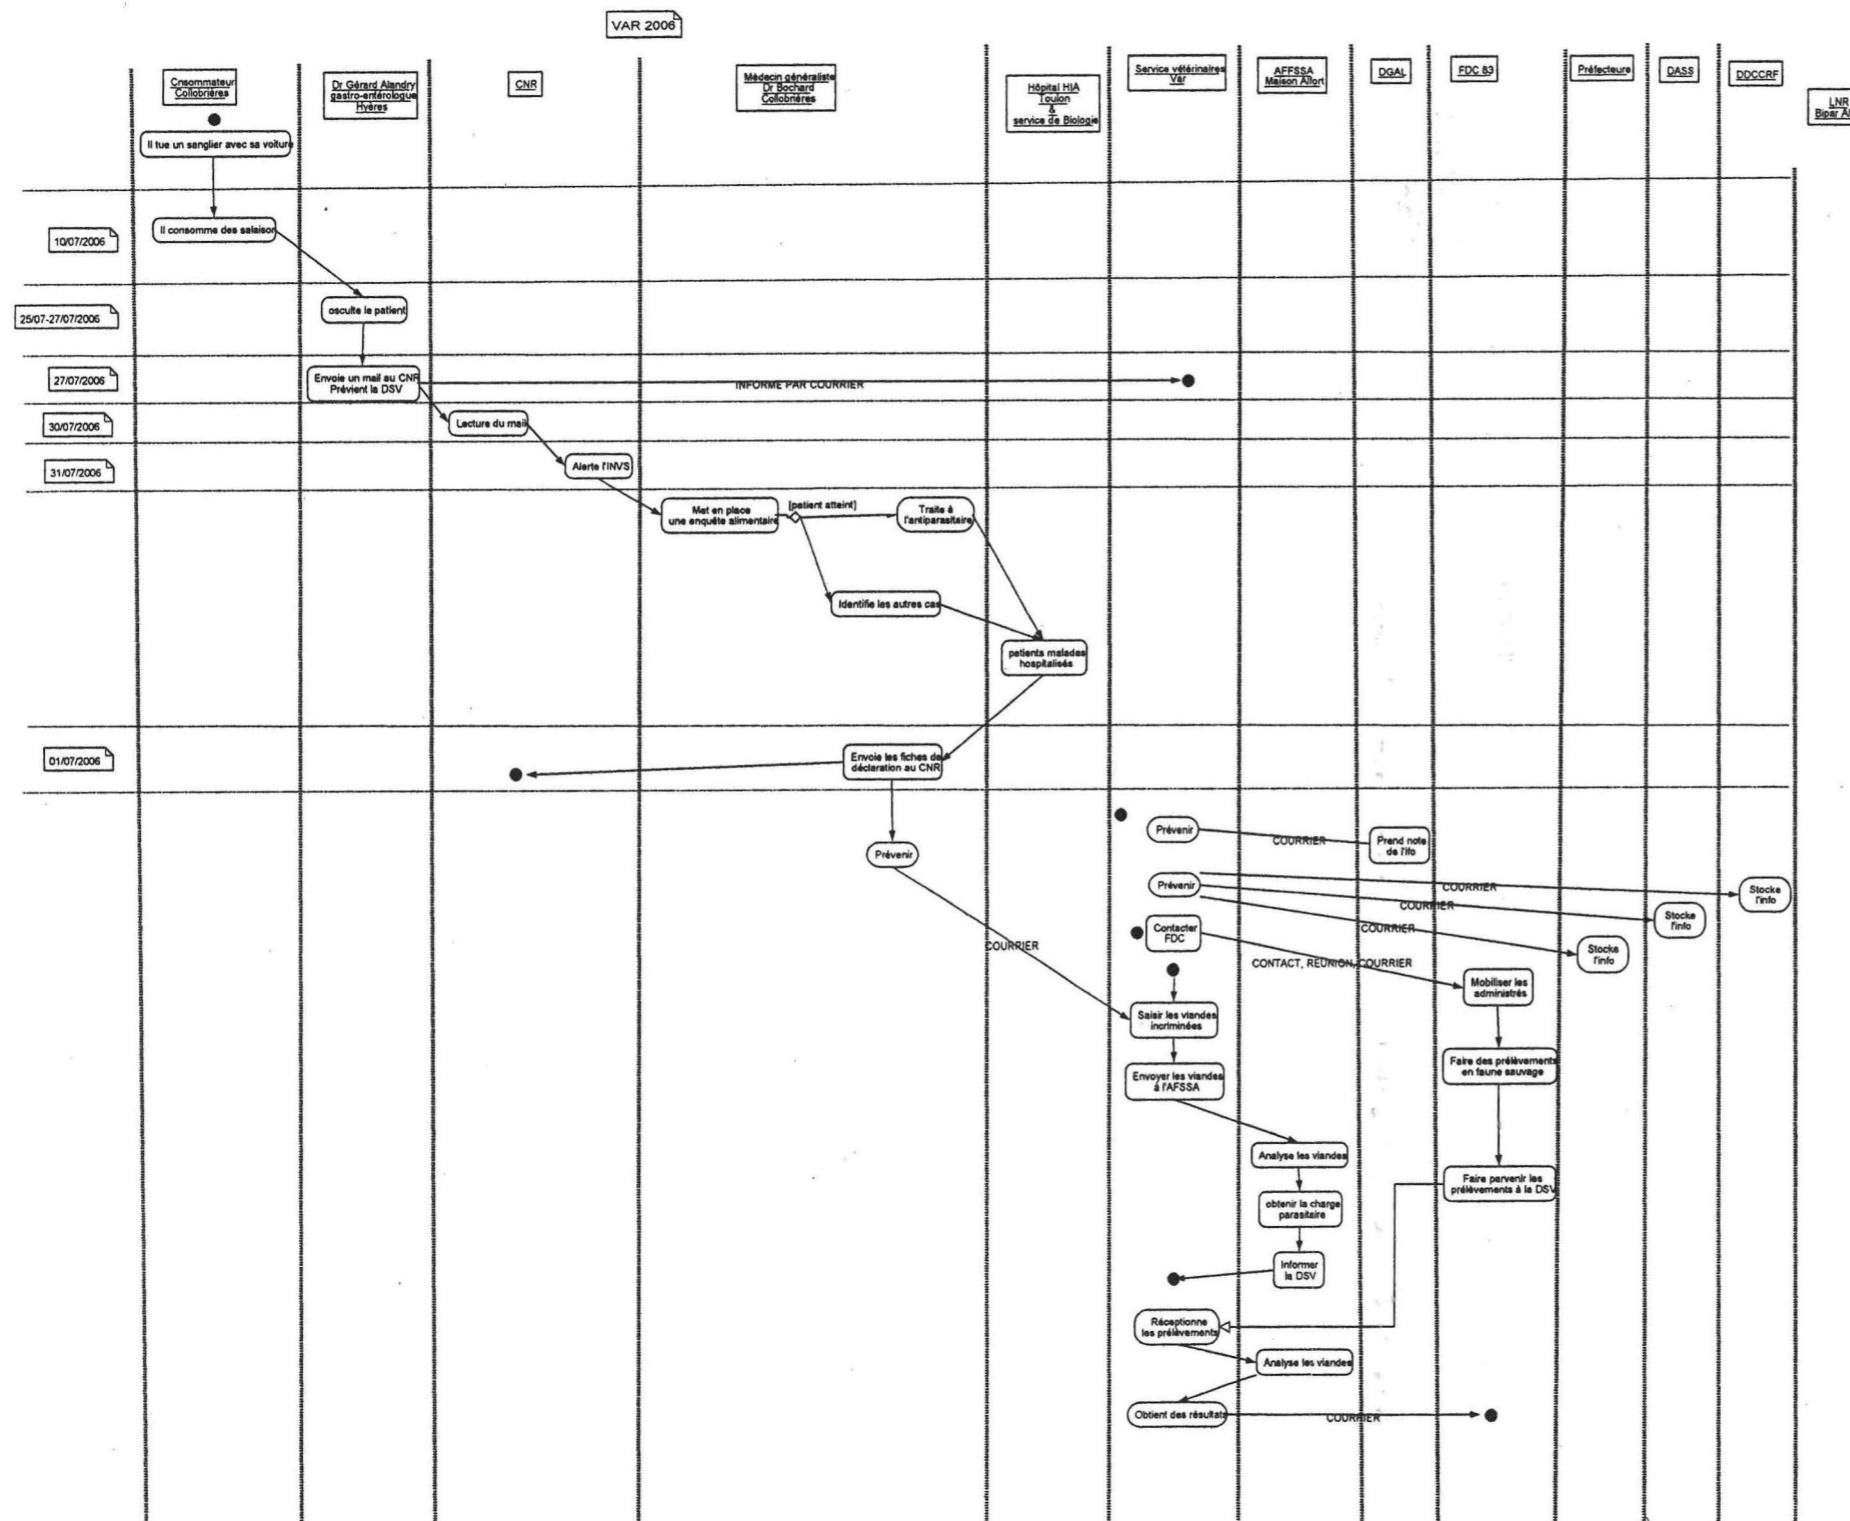 VAR 2006
Cnsommateur
Collobrières
Dr Gérard Alandry
gastro-entérologue
Hyères
CNR
Médecin généraliste
Dr Bochard
Collobrières
Hôpital HIA
Toulon
&
service de Biologie
Service vétérinaires
Var
AFFSSA
Maison Alfort
DGAL
FDC 83
Préfecteure
DASS
DDCCRF
LNR
Bipar
Il tue un sanglier avec sa voiture
10/07/2006
Il consomme des salaison
25/07-27/07/2006
osculte le patient
27/07/2006
Envoie un mail au CNR
Prévient la DSV
INFORME PAR COURRIER
30/07/2006
Lecture du mail
31/07/2006
Alerte l'INVS
Met en place
une enquête alimentaire
[patient atteint]
Traite à
l'antiparasitaire
Identifie les autres cas
patients malades
hospitalisés
01/07/2006
Envoie les fiches de
déclaration au CNR
Prévenir
COURRIER
Prévenir
COURRIER
Prend note
de l'ifo
Prévenir
COURRIER
Stocke
l'info
COURRIER
Stocke
l'info
COURRIER
Stocke
l'info
Contacter
FDC
CONTACT, REUNION, COURRIER
Mobiliser les
administrés
Saisir les viandes
incriminées
Faire des prélèvements
en faune sauvage
Envoyer les viandes
à l'AFSSA
Analyse les viandes
Faire parvenir les
prélèvements à la DSV
obtenir la charge
parasitaire
Informer
la DSV
Réceptionne
les prélèvements
Analyse les viandes
Obtient des résultats
COURRIER